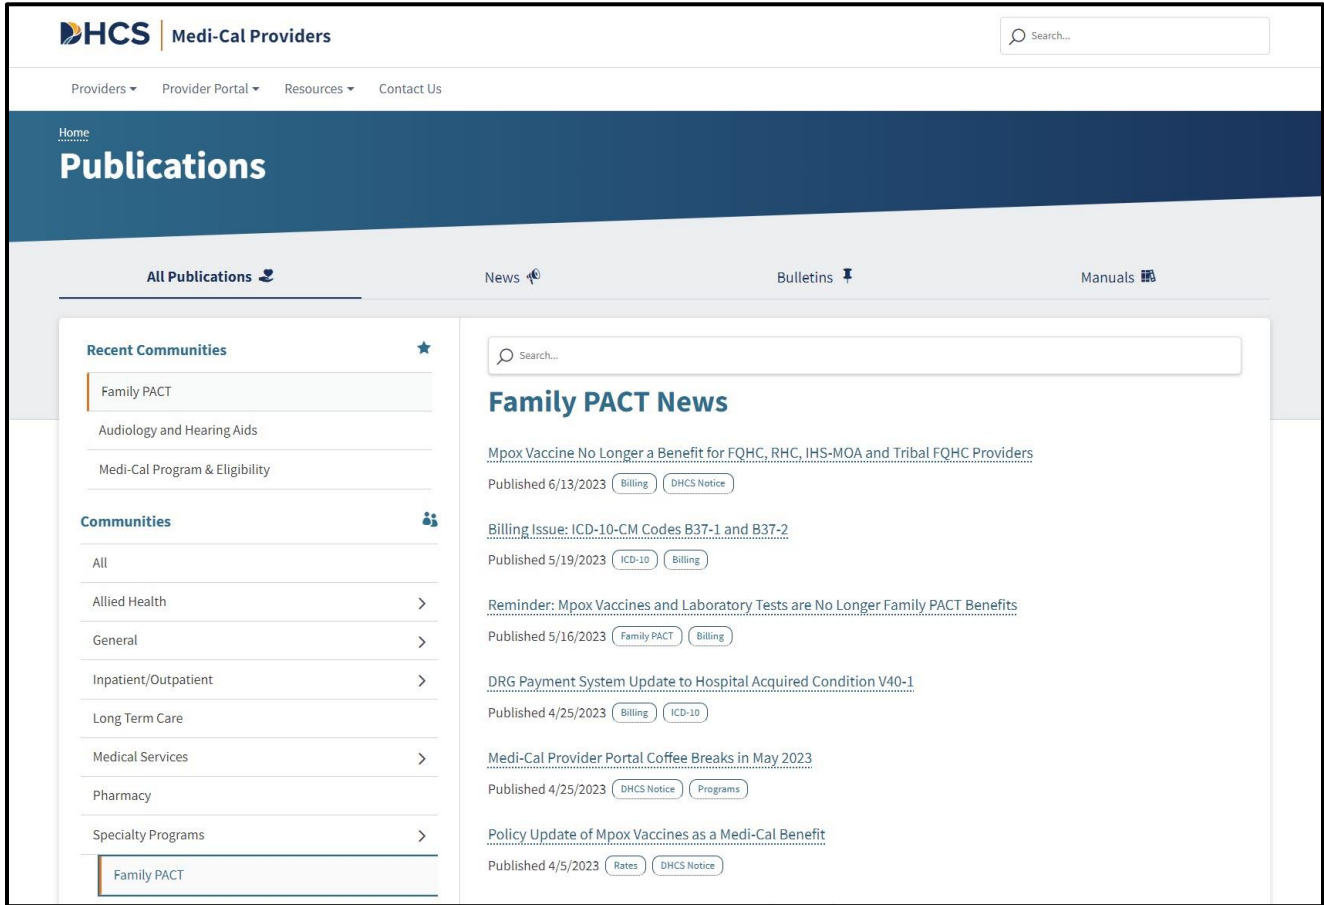 DHCS Medi-Cal Providers
Search...
Providers Provider Portal Resources Contact Us
Home
Publications
All Publications News Bulletins Manuals
Recent Communities
Family PACT
Audiology and Hearing Aids
Medi-Cal Program & Eligibility
Communities
All
Allied Health
General
Inpatient/Outpatient
Long Term Care
Medical Services
Pharmacy
Specialty Programs
Family PACT
Search...
Family PACT News
Mpox Vaccine No Longer a Benefit for FQHC, RHC, IHS-MOA and Tribal FQHC Providers
Published 6/13/2023 Billing DHCS Notice
Billing Issue: ICD-10-CM Codes B37-1 and B37-2
Published 5/19/2023 ICD-10 Billing
Reminder: Mpox Vaccines and Laboratory Tests are No Longer Family PACT Benefits
Published 5/16/2023 Family PACT Billing
DRG Payment System Update to Hospital Acquired Condition V40-1
Published 4/25/2023 Billing ICD-10
Medi-Cal Provider Portal Coffee Breaks in May 2023
Published 4/25/2023 DHCS Notice Programs
Policy Update of Mpox Vaccines as a Medi-Cal Benefit
Published 4/5/2023 Rates DHCS Notice